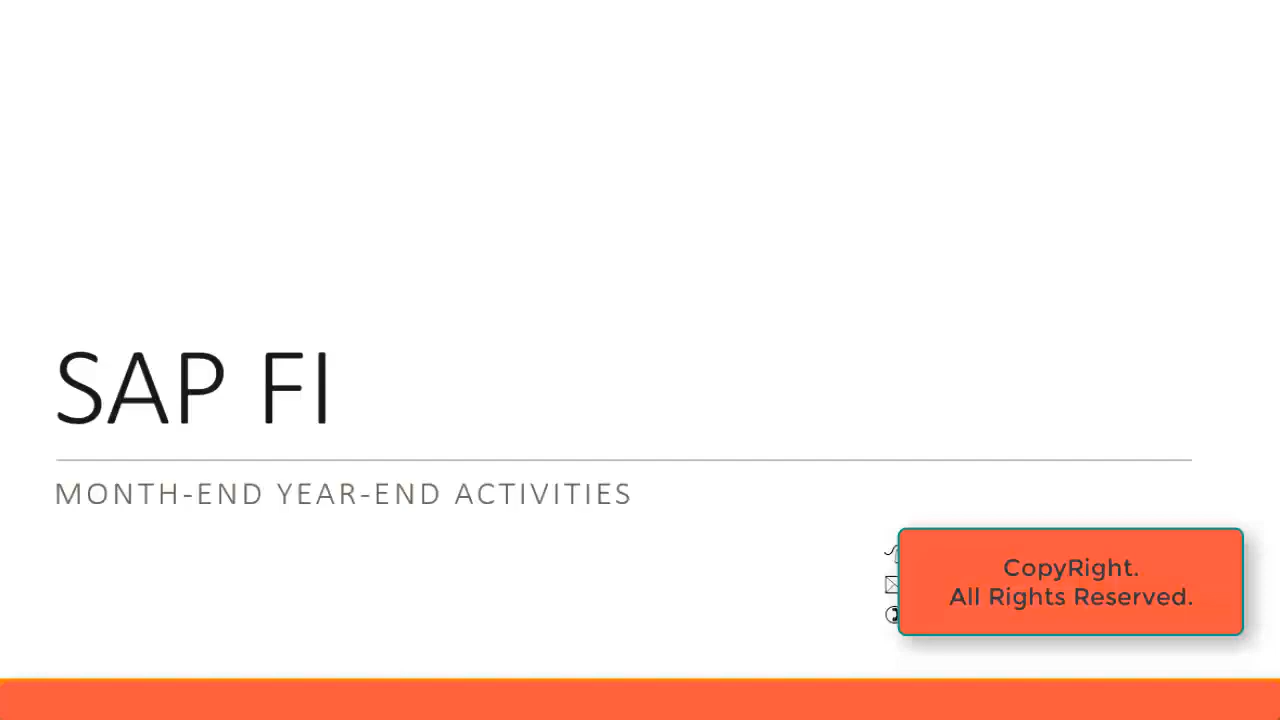 SAP FI
MONTH-END YEAR-END ACTIVITIES
CopyRight.
All Rights Reserved.